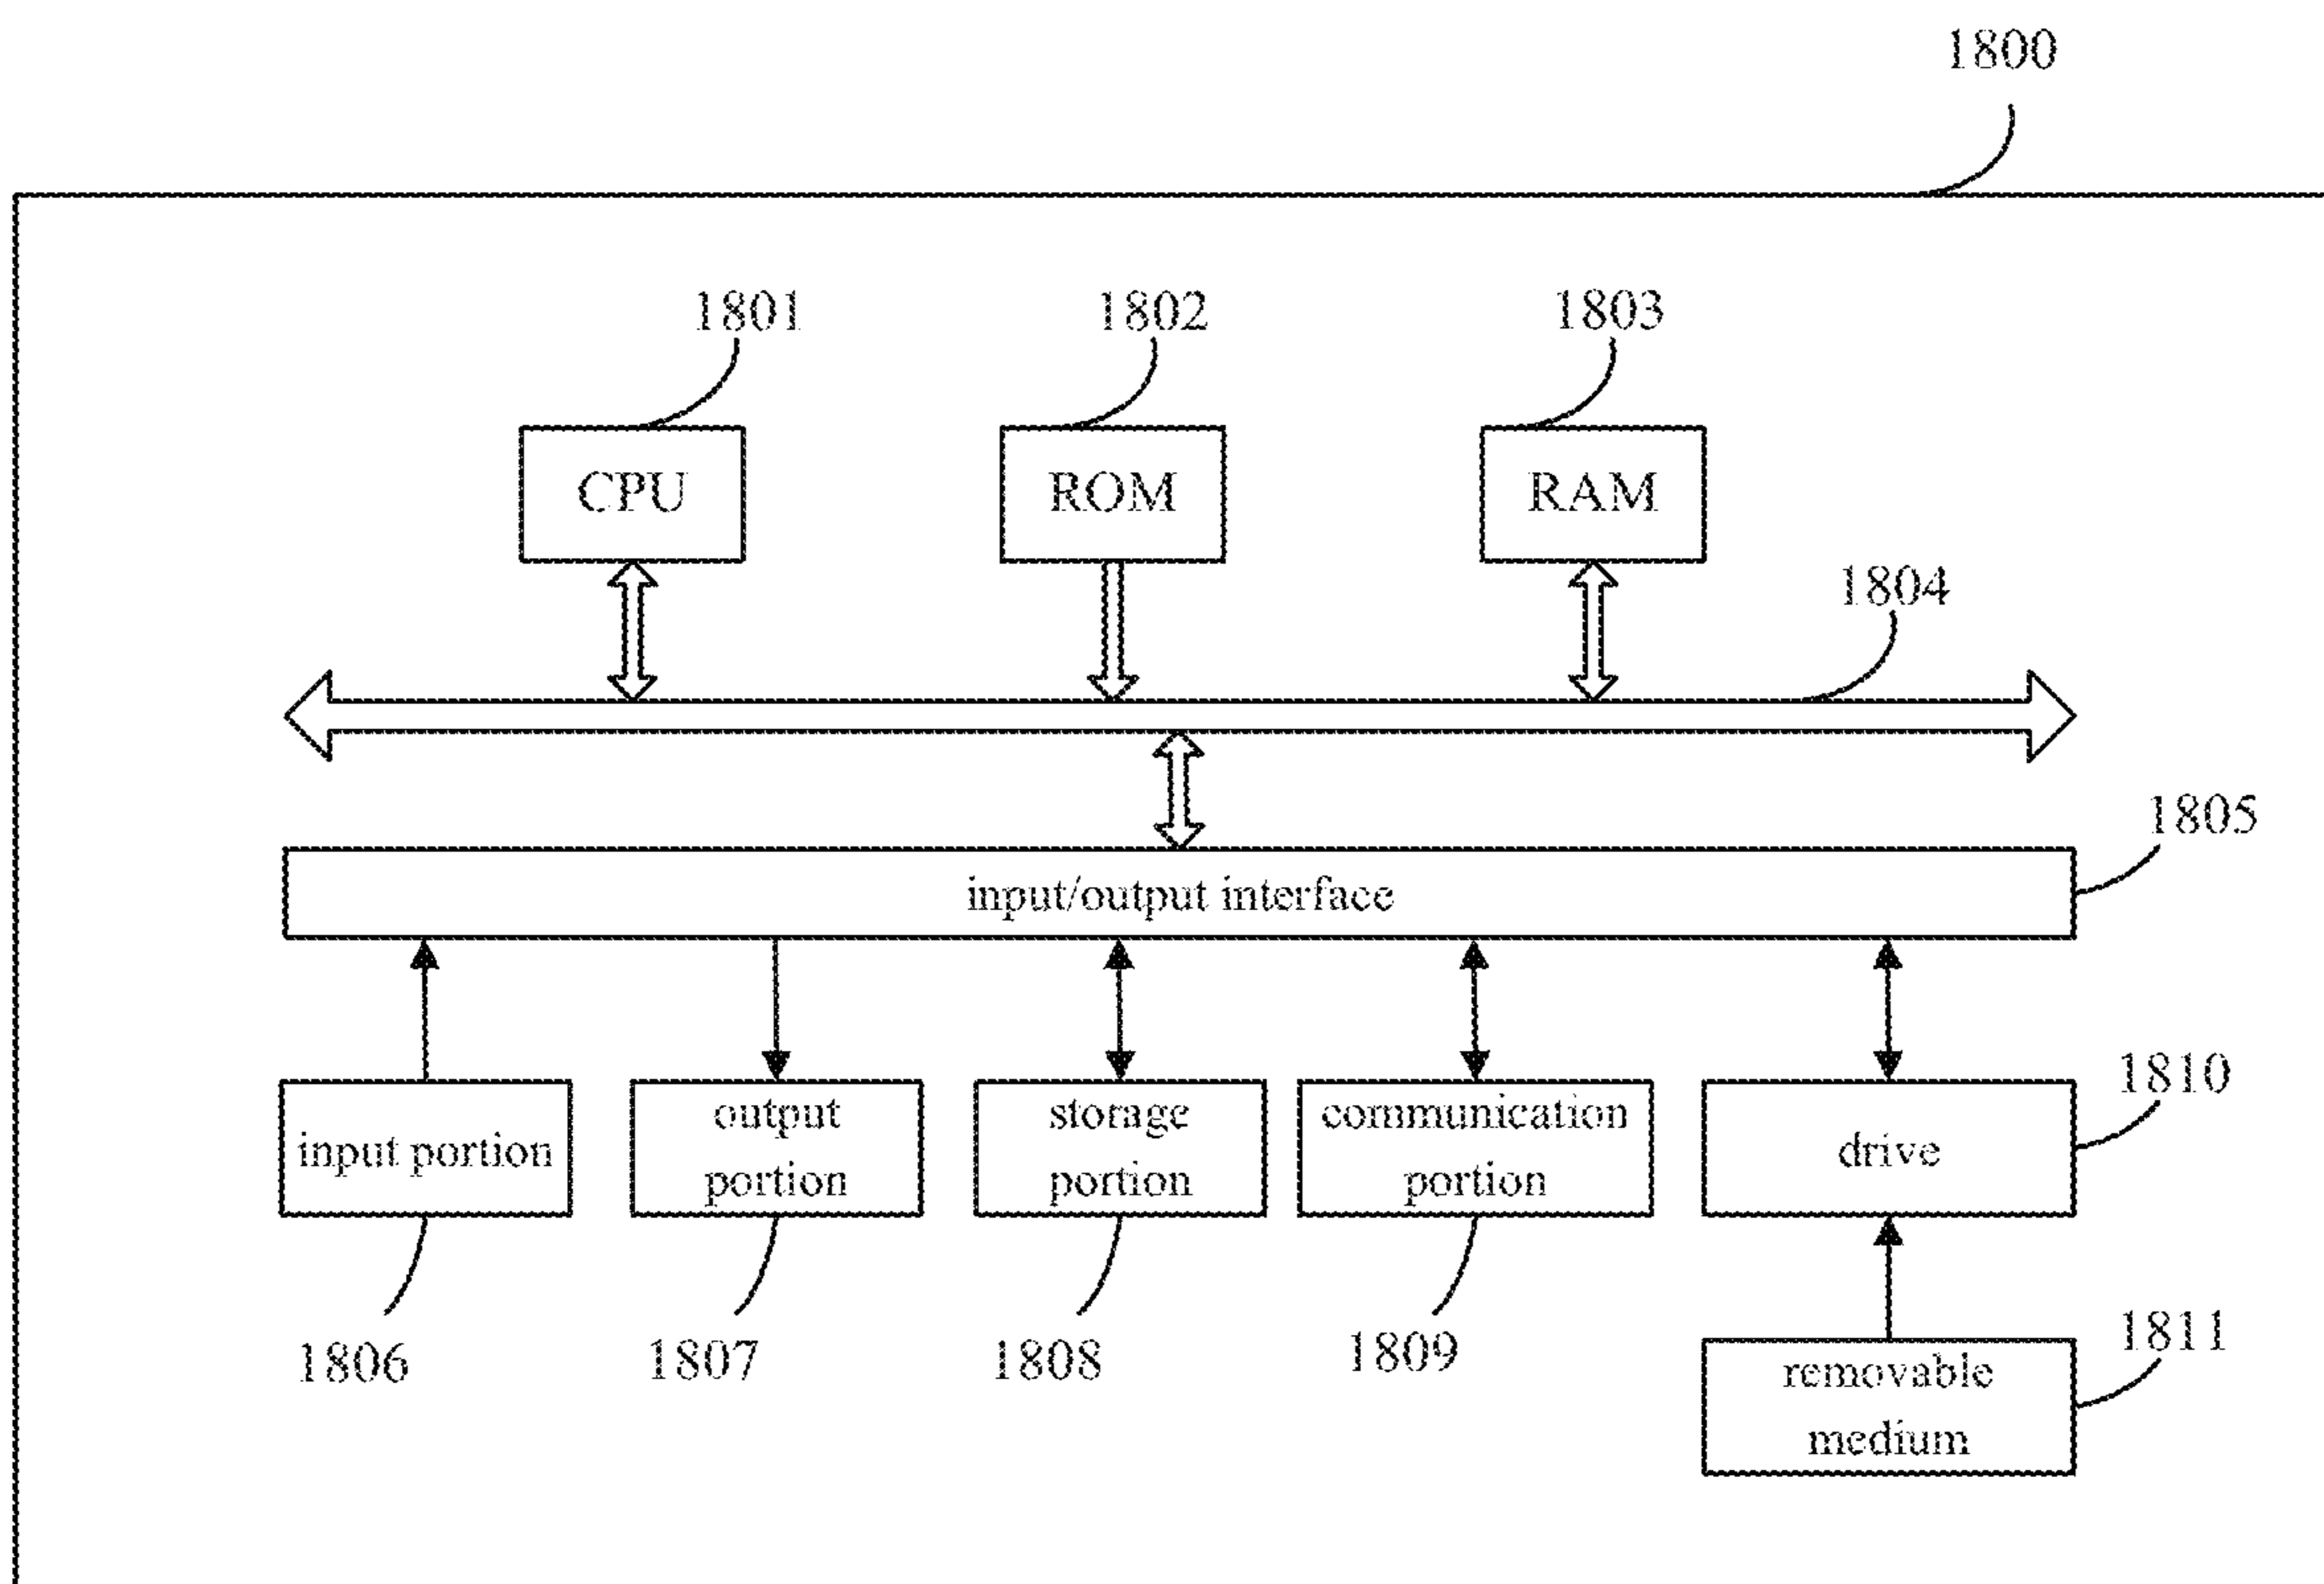 1800
1801
1802
1803
CPU
ROM
RAM
1804
1805
input/output interface
1810
input portion
output
portion
storage
portion
communication
portion
drive
1806
1807
1808
1809
1811
removable
medium